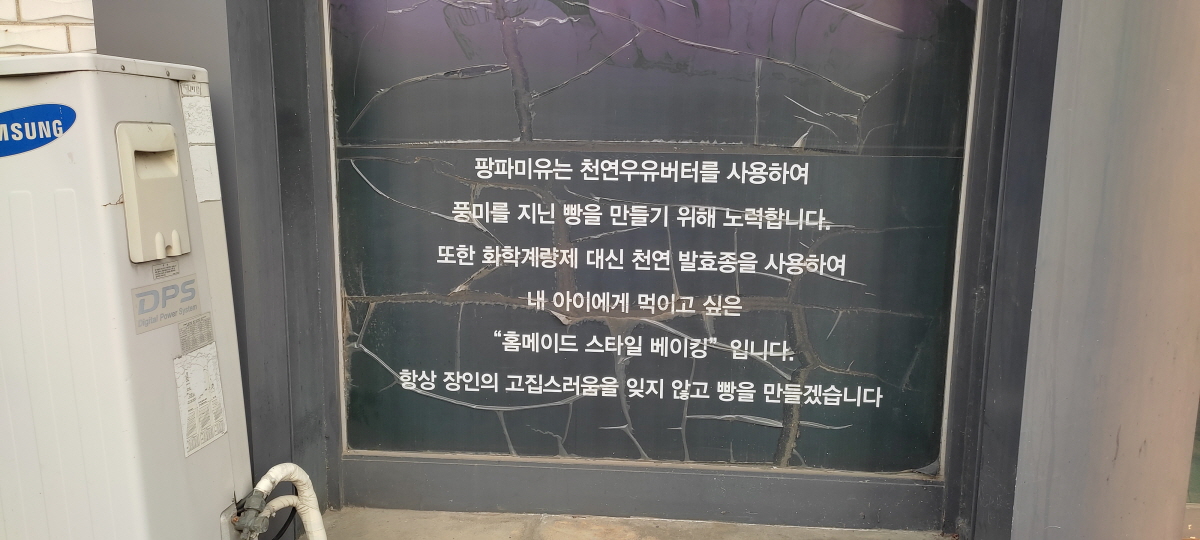 MSUNG
DPS
Digital Power System
팡파미유는 천연우유버터를 사용하여
풍미를 지닌 빵을 만들기 위해 노력합니다.
또한 화학계량제 대신 천연 발효종을 사용하여
내 아이에게 먹이고 싶은
“홈메이드 스타일 베이킹” 입니다.
항상 장인의 고집스러움을 잊지 않고 빵을 만들겠습니다